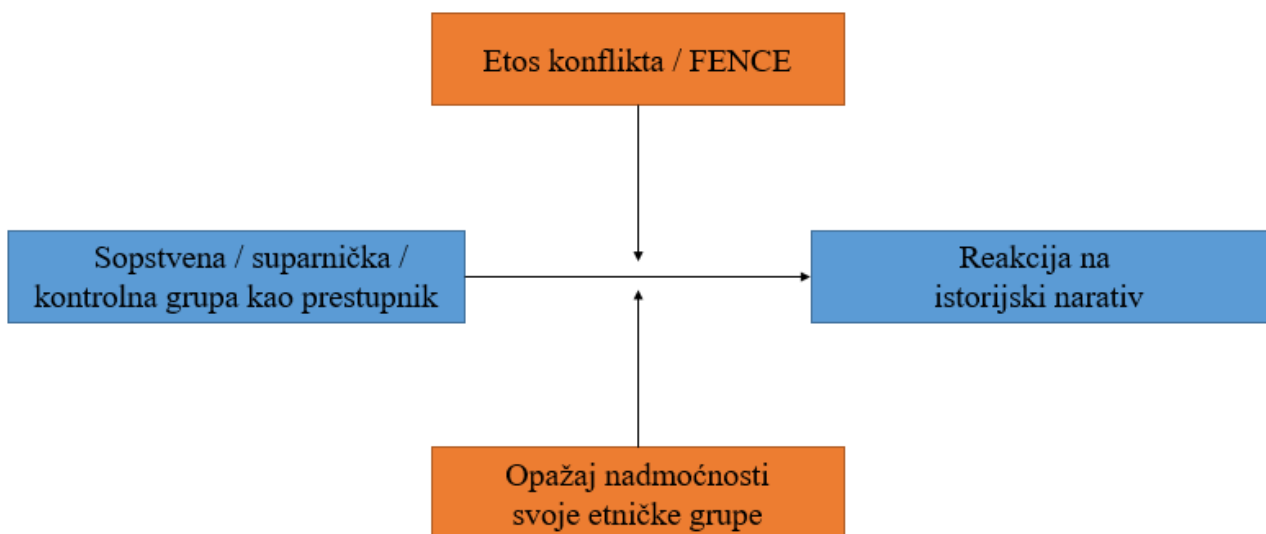 Etos konflikta / FENCE
Sopstvena / suparnička /
kontrolna grupa kao prestupnik
Reakcija na
istorijski narativ
Opažaj nadmoćnosti
svoje etničke grupe